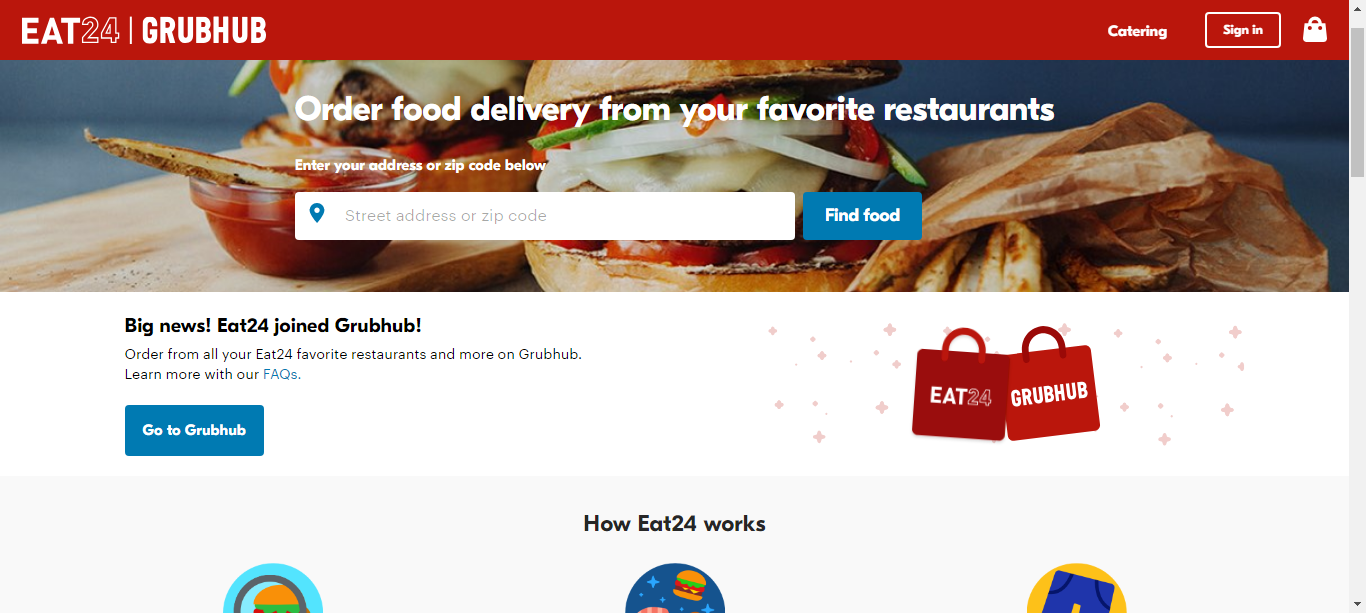 EAT24 | GRUBHUB
Catering
Sign in
Order food delivery from your favorite restaurants
Enter your address or zip code below
Street address or zip code
Find food
Big news! Eat24 joined Grubhub!
Order from all your Eat24 favorite restaurants and more on Grubhub.
Learn more with our FAQs.
Go to Grubhub
EAT24
GRUBHUB
How Eat24 works